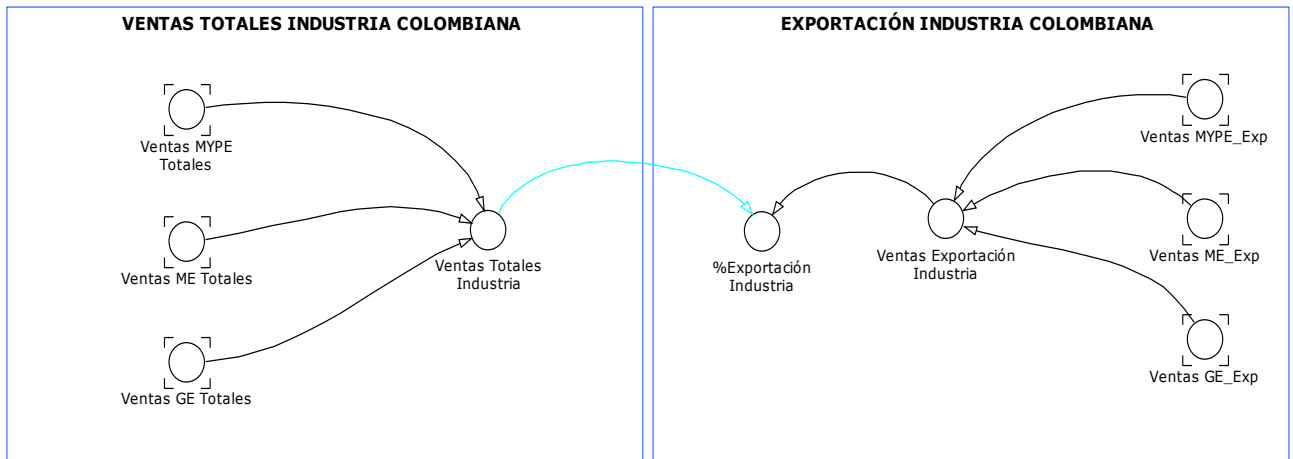 VENTAS TOTALES INDUSTRIA COLOMBIANA
Ventas MYPE
Totales
Ventas ME Totales
Ventas GE Totales
Ventas Totales
Industria
EXPORTACIÓN INDUSTRIA COLOMBIANA
%Exportación
Industria
Ventas Exportación
Industria
Ventas MYPE_Exp
Ventas ME_Exp
Ventas GE_Exp